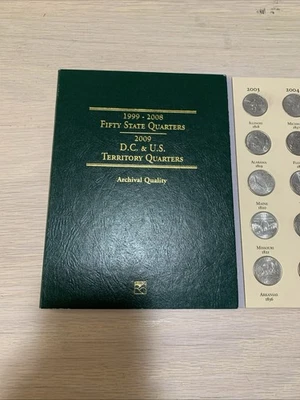 1999 - 2008
FIFTY STATE QUARTERS
2009
D.C. & U.S.
TERRITORY QUARTERS
Archival Quality
2003
2004
ILLINOIS
1818
ALABAMA
1819
MAINE
1820
MISSOURI
1821
ARKANSAS
1836